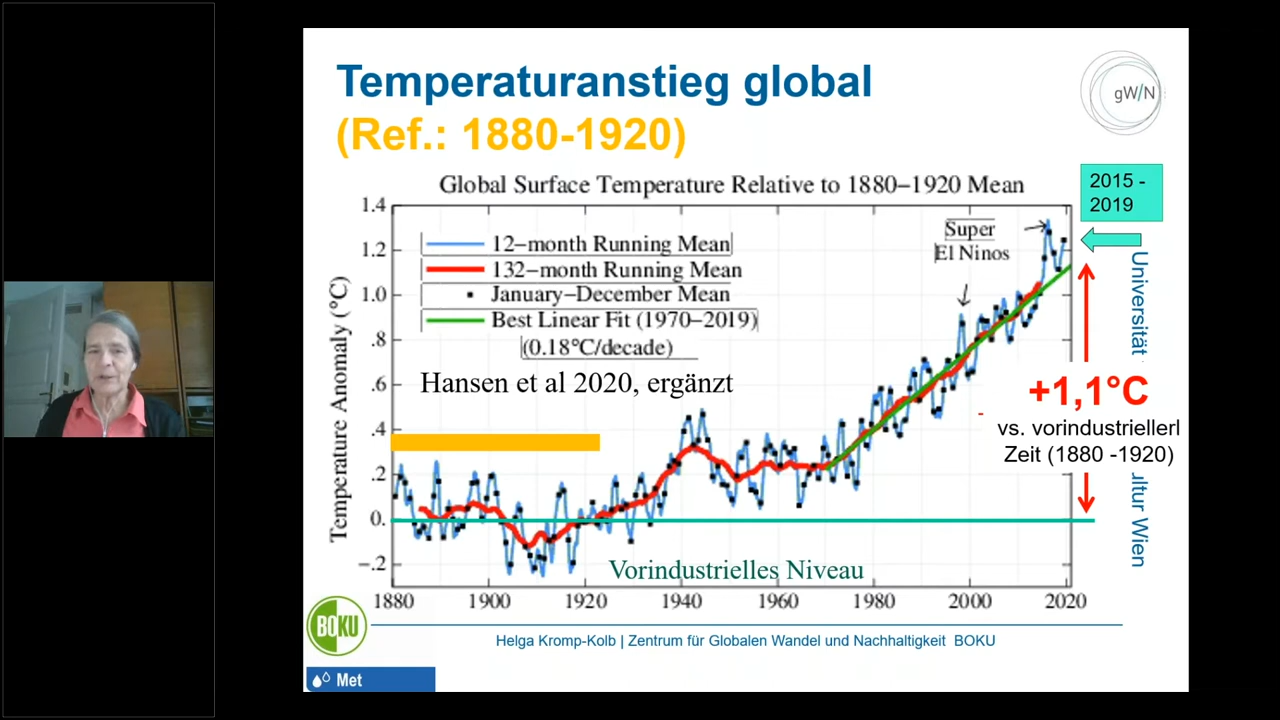 Temperaturanstieg global
(Ref.: 1880-1920)
gW/N
Global Surface Temperature Relative to 1880–1920 Mean
2015 -
2019
1.4
1.2
1.0
.8
.6
.4
.2
0.
-.2
Temperature Anomaly (°C)
12–month Running Mean
132–month Running Mean
January–December Mean
Best Linear Fit (1970–2019)
(0.18°C/decade)
Super
El Ninos
Hansen et al 2020, ergänzt
+1,1°C
vs. vorindustriellerl
Zeit (1880 -1920)
Universität
ultur Wien
Vorindustrielles Niveau
1880 1900 1920 1940 1960 1980 2000 2020
BOKU
Helga Kromp-Kolb | Zentrum für Globalen Wandel und Nachhaltigkeit BOKU
Met